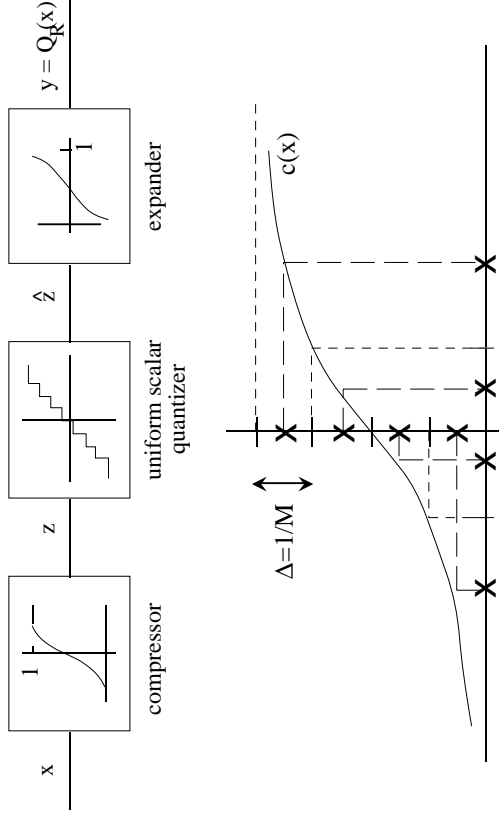 x
1
compressor
z
uniform scalar
quantizer
ẑ
1
expander
y = Q_R(x)
Δ=1/M
c(x)